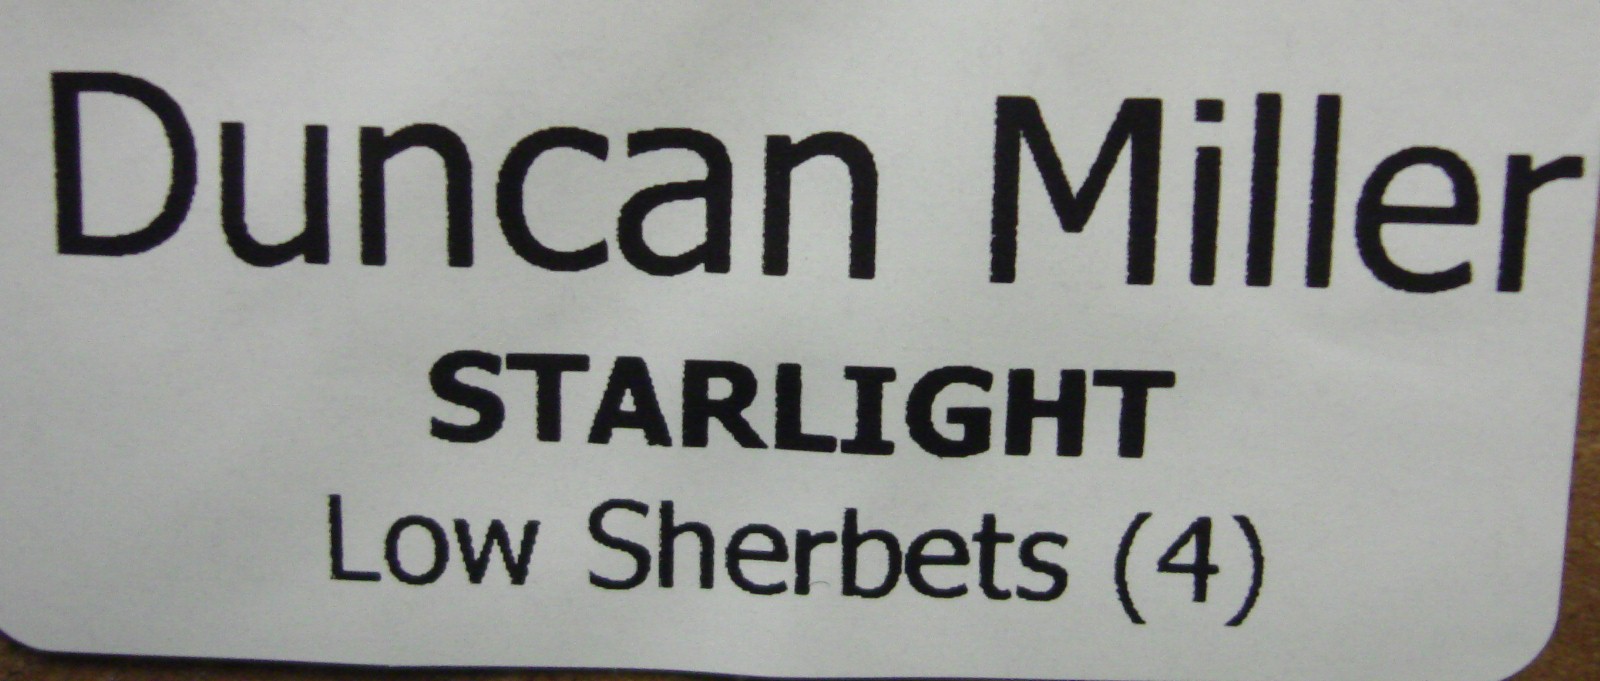 Duncan Miller
STARLIGHT
Low Sherbets (4)